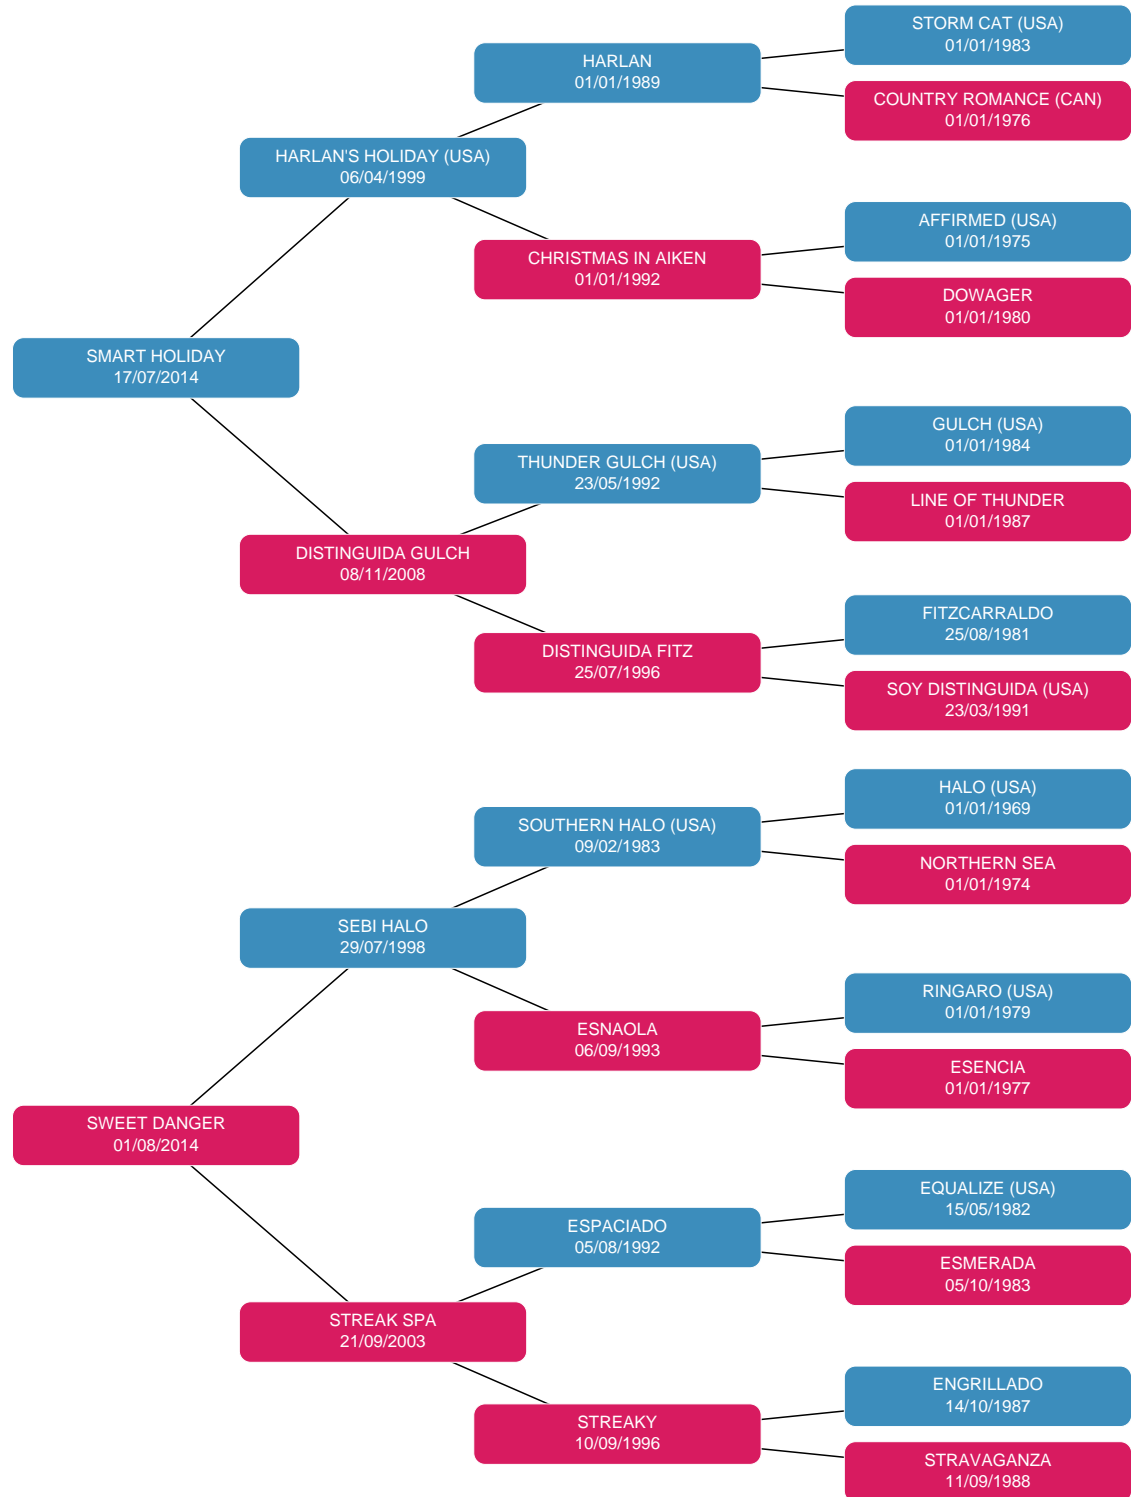 STORM CAT (USA)
01/01/1983
HARLAN
01/01/1989
COUNTRY ROMANCE (CAN)
01/01/1976
HARLAN'S HOLIDAY (USA)
06/04/1999
AFFIRMED (USA)
01/01/1975
CHRISTMAS IN AIKEN
01/01/1992
DOWAGER
01/01/1980
SMART HOLIDAY
17/07/2014
GULCH (USA)
01/01/1984
THUNDER GULCH (USA)
23/05/1992
LINE OF THUNDER
01/01/1987
DISTINGUIDA GULCH
08/11/2008
FITZCARRALDO
25/08/1981
DISTINGUIDA FITZ
25/07/1996
SOY DISTINGUIDA (USA)
23/03/1991
HALO (USA)
01/01/1969
SOUTHERN HALO (USA)
09/02/1983
NORTHERN SEA
01/01/1974
SEBI HALO
29/07/1998
RINGARO (USA)
01/01/1979
ESNAOLA
06/09/1993
ESENCIA
01/01/1977
SWEET DANGER
01/08/2014
EQUALIZE (USA)
15/05/1982
ESPACIADO
05/08/1992
ESMERADA
05/10/1983
STREAK SPA
21/09/2003
ENGRILLADO
14/10/1987
STREAKY
10/09/1996
STRAVAGANZA
11/09/1988